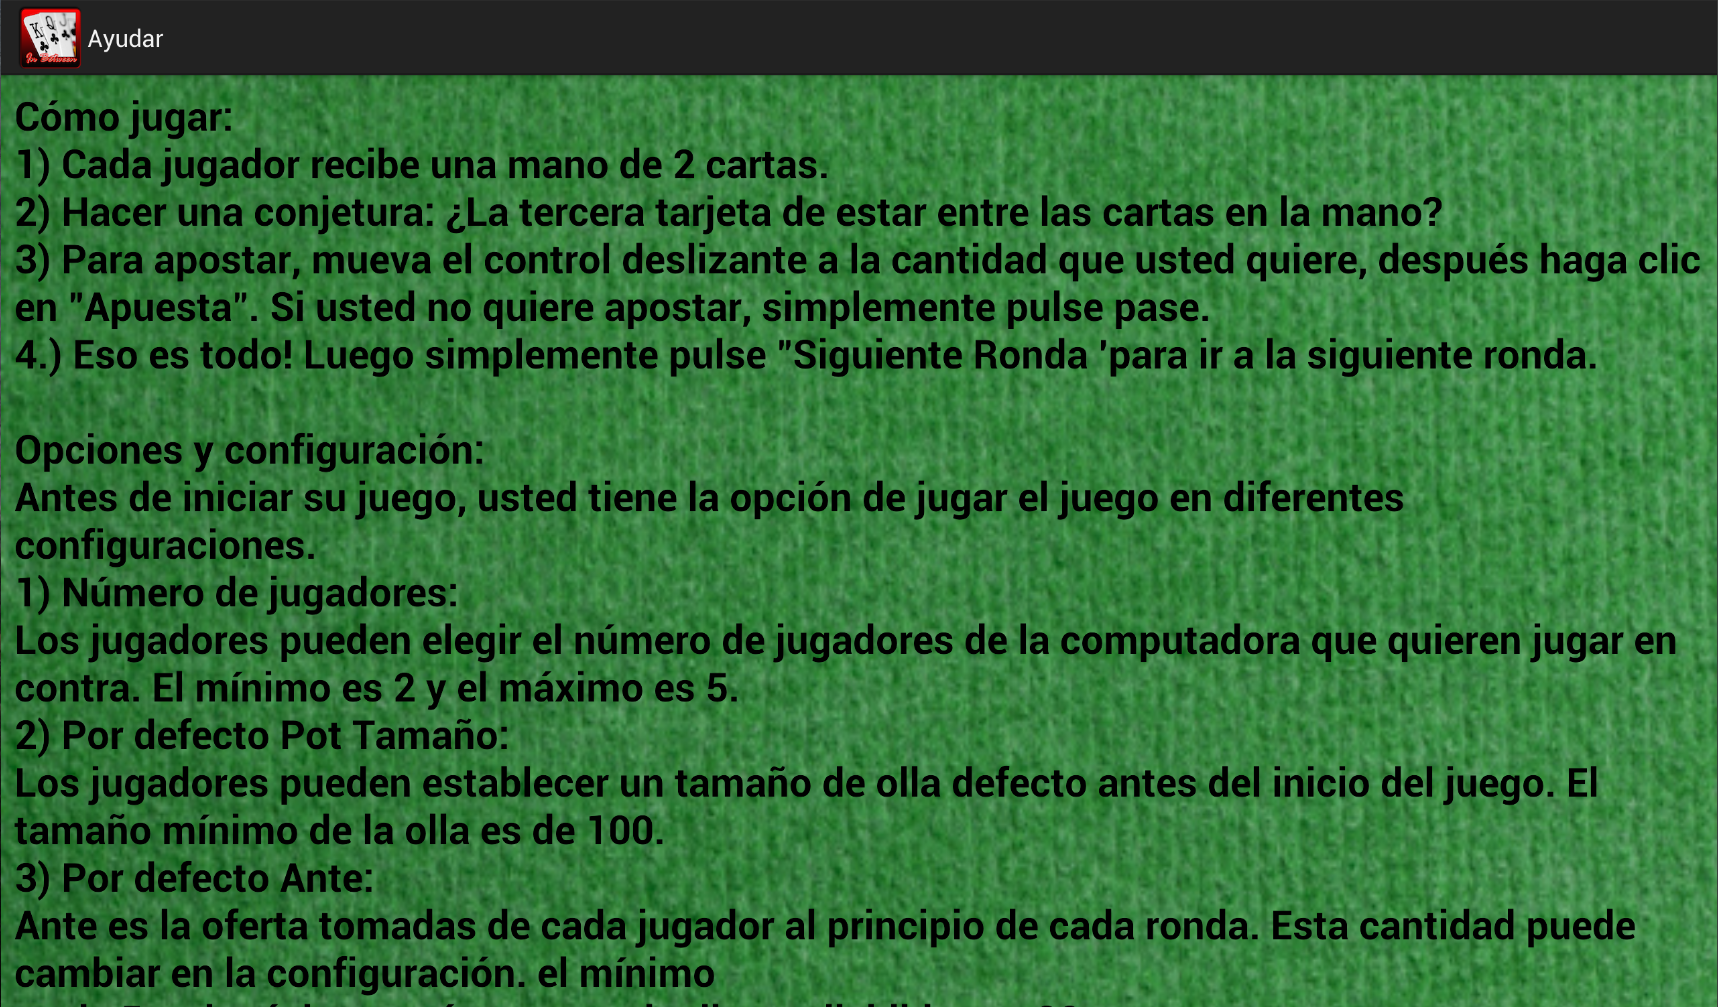 In Between
Ayudar
Cómo jugar:
1) Cada jugador recibe una mano de 2 cartas.
2) Hacer una conjetura: ¿La tercera tarjeta de estar entre las cartas en la mano?
3) Para apostar, mueva el control deslizante a la cantidad que usted quiere, después haga clic
en "Apuesta". Si usted no quiere apostar, simplemente pulse pase.
4.) Eso es todo! Luego simplemente pulse "Siguiente Ronda 'para ir a la siguiente ronda.
Opciones y configuración:
Antes de iniciar su juego, usted tiene la opción de jugar el juego en diferentes
configuraciones.
1) Número de jugadores:
Los jugadores pueden elegir el número de jugadores de la computadora que quieren jugar en
contra. El mínimo es 2 y el máximo es 5.
2) Por defecto Pot Tamaño:
Los jugadores pueden establecer un tamaño de olla defecto antes del inicio del juego. El
tamaño mínimo de la olla es de 100.
3) Por defecto Ante:
Ante es la oferta tomadas de cada jugador al principio de cada ronda. Esta cantidad puede
cambiar en la configuración. el mínimo